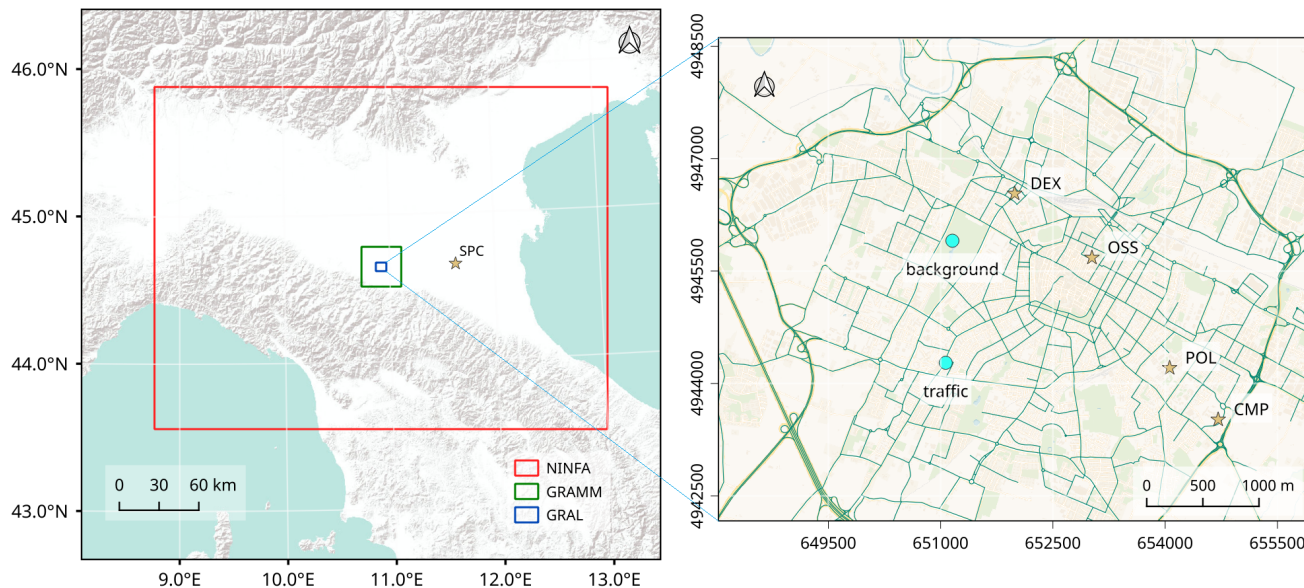 46.0°N
45.0°N
44.0°N
43.0°N
9.0°E 10.0°E 11.0°E 12.0°E 13.0°E
SPC
0 30 60 km
NINFA
GRAMM
GRAL
4948500
4947000
4945500
4944000
4942500
DEX
OSS
background
POL
traffic
CMP
0 500 1000 m
649500 651000 652500 654000 655500